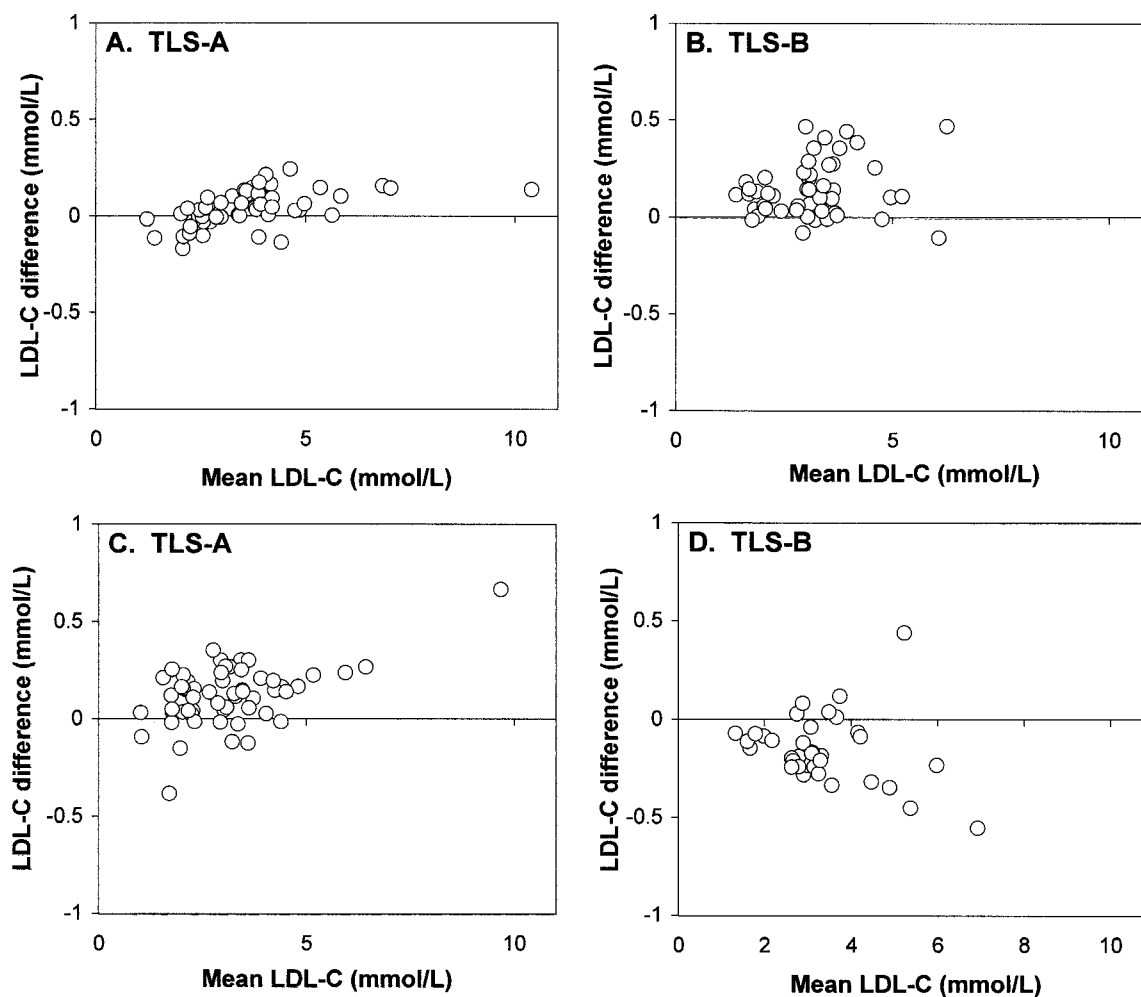 A. TLS-A
LDL-C difference (mmol/L)
1
0.5
0
-0.5
-1
0
5
10
Mean LDL-C (mmol/L)
B. TLS-B
LDL-C difference (mmol/L)
1
0.5
0
-0.5
-1
0
5
10
Mean LDL-C (mmol/L)
C. TLS-A
LDL-C difference (mmol/L)
1
0.5
0
-0.5
-1
0
5
10
Mean LDL-C (mmol/L)
D. TLS-B
LDL-C difference (mmol/L)
1
0.5
0
-0.5
-1
0
2
4
6
8
10
Mean LDL-C (mmol/L)